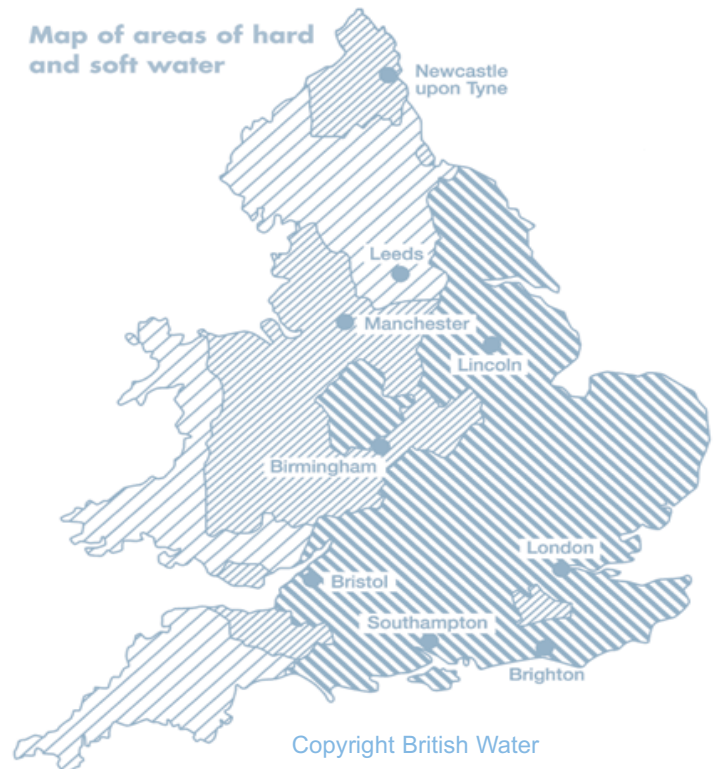 Map of areas of hard
and soft water
Newcastle
upon Tyne
Leeds
Manchester
Lincoln
Birmingham
London
Bristol
Southampton
Brighton
Copyright British Water